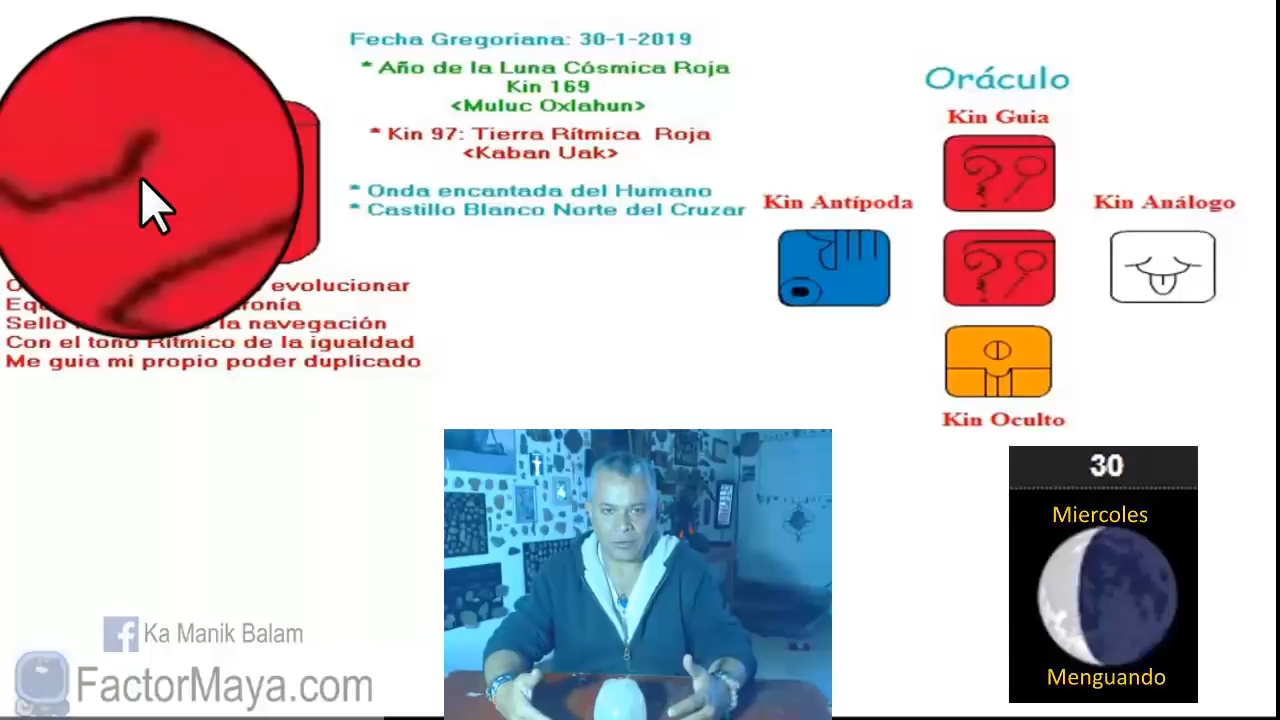 Fecha Gregoriana: 30-1-2019
* Año de la Luna Cósmica Roja
Kin 169
<Muluc Oxlahun>
* Kin 97: Tierra Rítmica Roja
<Kaban Uak>
* Onda encantada del Humano
* Castillo Blanco Norte del Cruzar
evolucionar
Sello la navegación
Con el tono Rítmico de la igualdad
Me guia mi propio poder duplicado
Oráculo
Kin Guia
Kin Antípoda
Kin Análogo
Kin Oculto
30
Miercoles
Menguando
Ka Manik Balam
FactorMaya.com